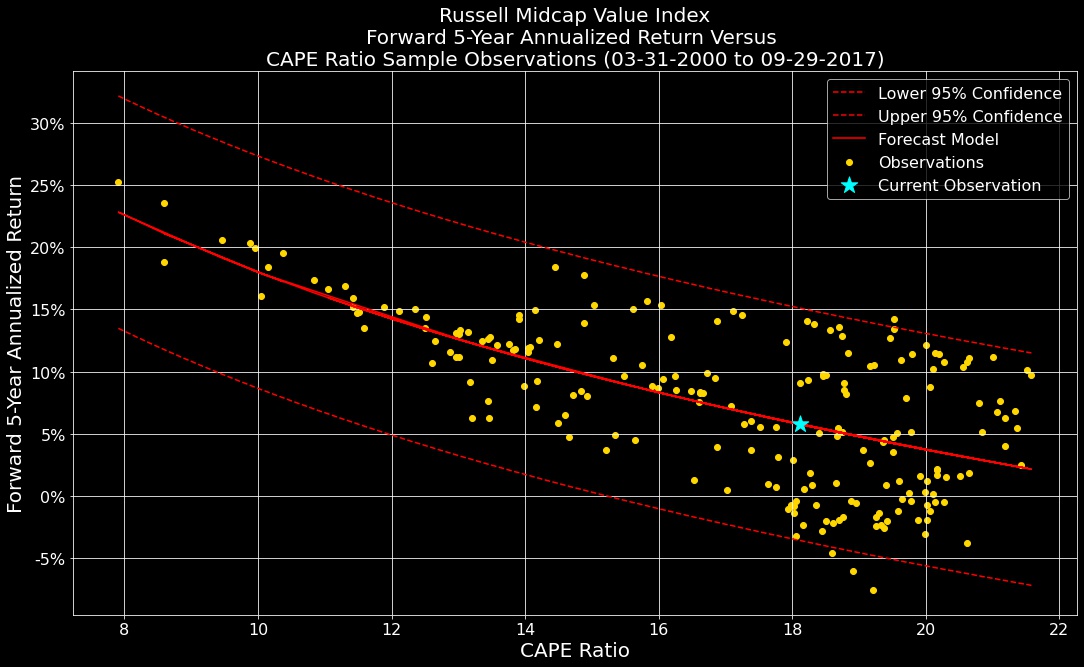 Russell Midcap Value Index
Forward 5-Year Annualized Return Versus
CAPE Ratio Sample Observations (03-31-2000 to 09-29-2017)
Lower 95% Confidence
Upper 95% Confidence
Forecast Model
Observations
Current Observation
Forward 5-Year Annualized Return
30%
25%
20%
15%
10%
5%
0%
-5%
8 10 12 14 16 18 20 22
CAPE Ratio